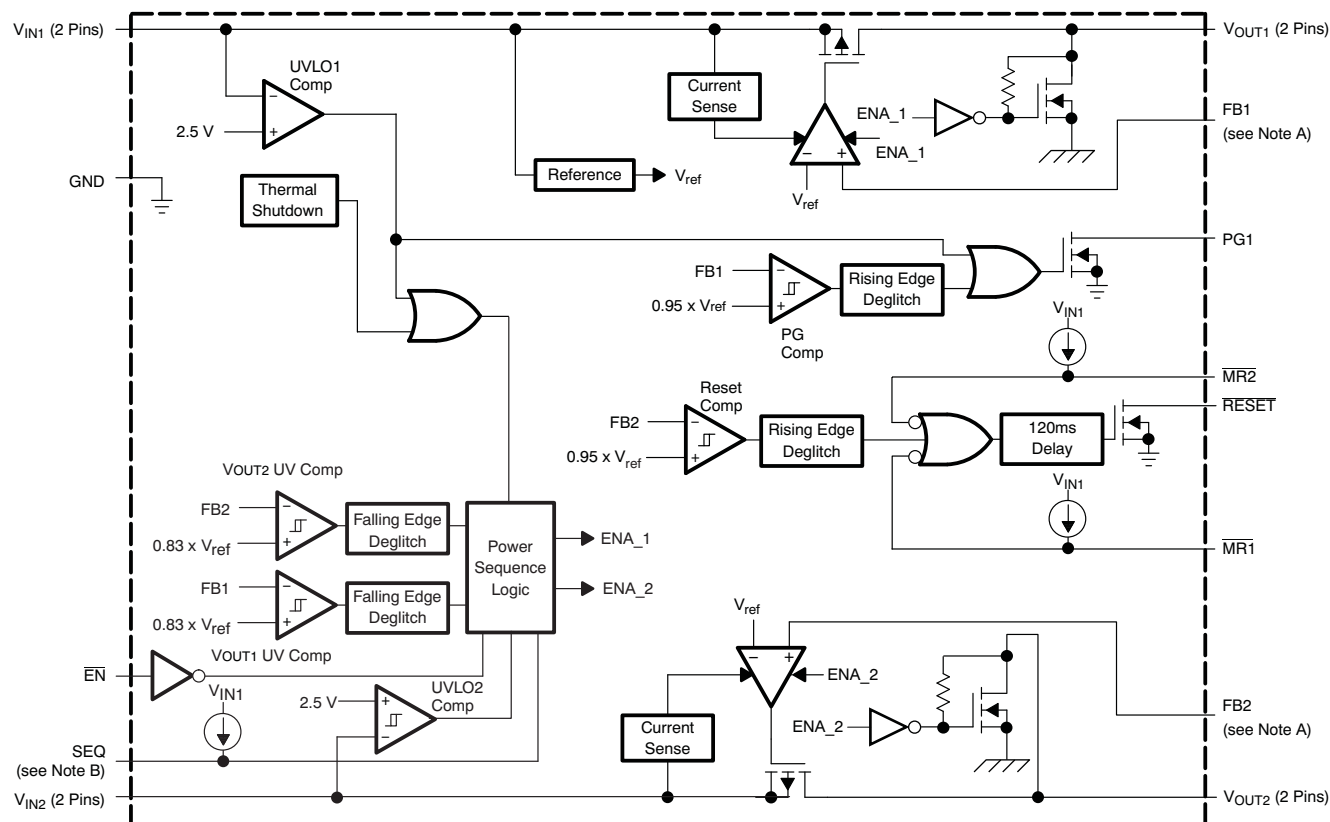 VIN1 (2 Pins)
VOUT1 (2 Pins)
UVLO1
Comp
−
2.5 V
+
Current
Sense
ENA_1
ENA_1
−
+
Vref
FB1
(see Note A)
GND
Thermal
Shutdown
Reference
Vref
PG1
FB1
−
0.95 x Vref
+
PG
Comp
Rising Edge
Deglitch
VIN1
MR2
RESET
Reset
Comp
FB2
−
0.95 x Vref
+
Rising Edge
Deglitch
120ms
Delay
VIN1
MR1
VOUT2 UV Comp
FB2
−
0.83 x Vref
+
Falling Edge
Deglitch
FB1
−
0.83 x Vref
+
Falling Edge
Deglitch
VOUT1 UV Comp
Power
Sequence
Logic
ENA_1
ENA_2
EN
VIN1
2.5 V
+
−
UVLO2
Comp
SEQ
(see Note B)
Vref
−
+
ENA_2
ENA_2
Current
Sense
FB2
(see Note A)
VIN2 (2 Pins)
VOUT2 (2 Pins)